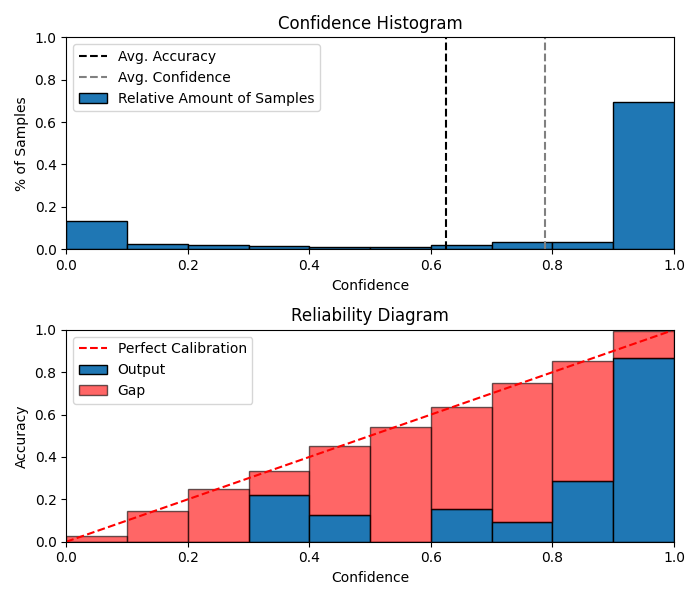 Confidence Histogram
1.0
0.8
0.6
0.4
0.2
0.0
% of Samples
Avg. Accuracy
Avg. Confidence
Relative Amount of Samples
0.0 0.2 0.4 0.6 0.8 1.0
Confidence
Reliability Diagram
1.0
0.8
0.6
0.4
0.2
0.0
Accuracy
Perfect Calibration
Output
Gap
0.0 0.2 0.4 0.6 0.8 1.0
Confidence